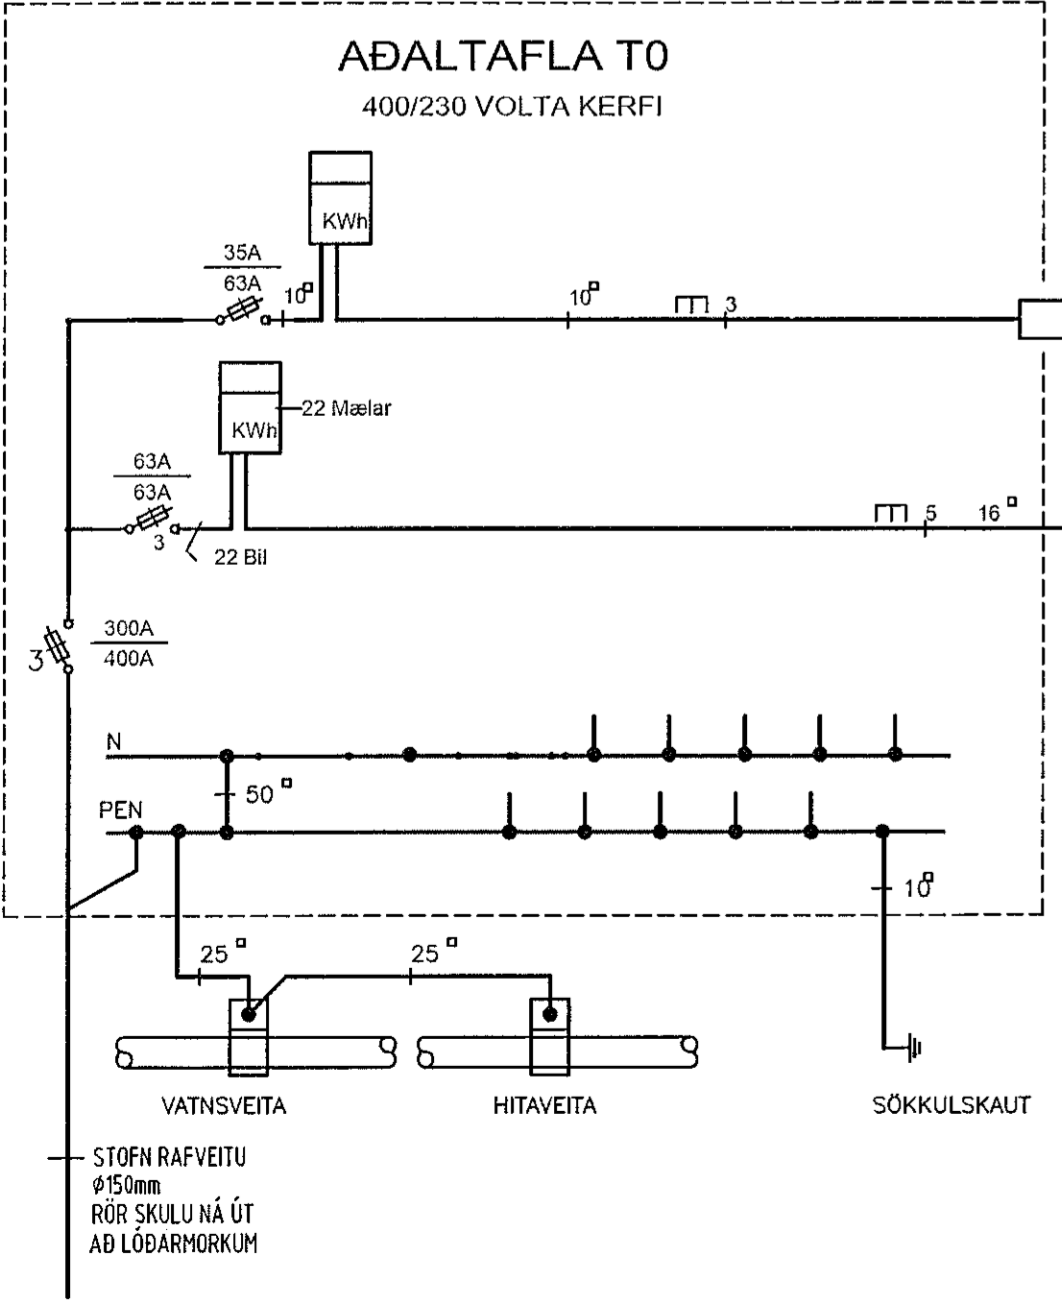 AÐALTAFLA T0
400/230 VOLTA KERFI
KWh
35A
63A
10
10
3
22 Mælar
KWh
63A
63A
3
22 Bil
5
16
300A
400A
3
N
50
PEN
10
25
25
VATNSVEITA
HITAVEITA
SÖKKULSKAUT
STOFN RAFVEITU
ø150mm
RÖR SKULU NÁ ÚT
AÐ LÓÐARMORKUM